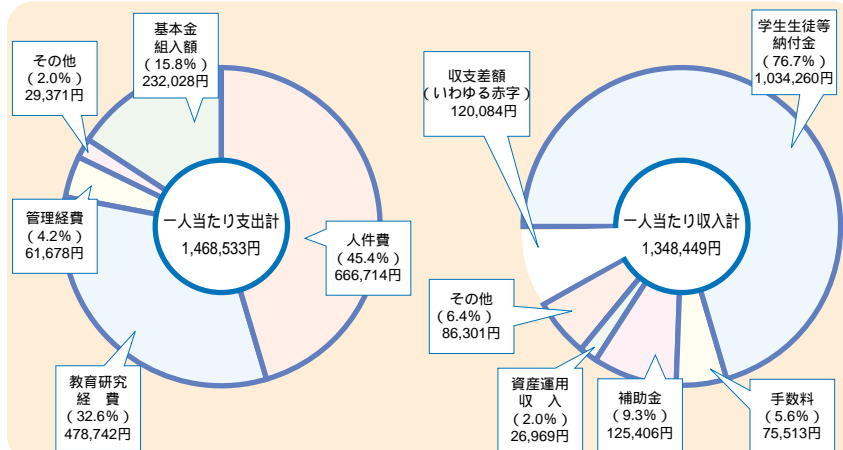 基本金
組入額
(15.8%)
232,028円
その他
(2.0%)
29,371円
管理経費
(4.2%)
61,678円
教育研究
経　費
(32.6%)
478,742円
人件費
(45.4%)
666,714円
一人当たり支出計
1,468,533円
学生生徒等
納付金
(76.7%)
1,034,260円
収支差額
(いわゆる赤字)
120,084円
一人当たり収入計
1,348,449円
その他
(6.4%)
86,301円
資産運用
収　入
(2.0%)
26,969円
補助金
(9.3%)
125,406円
手数料
(5.6%)
75,513円